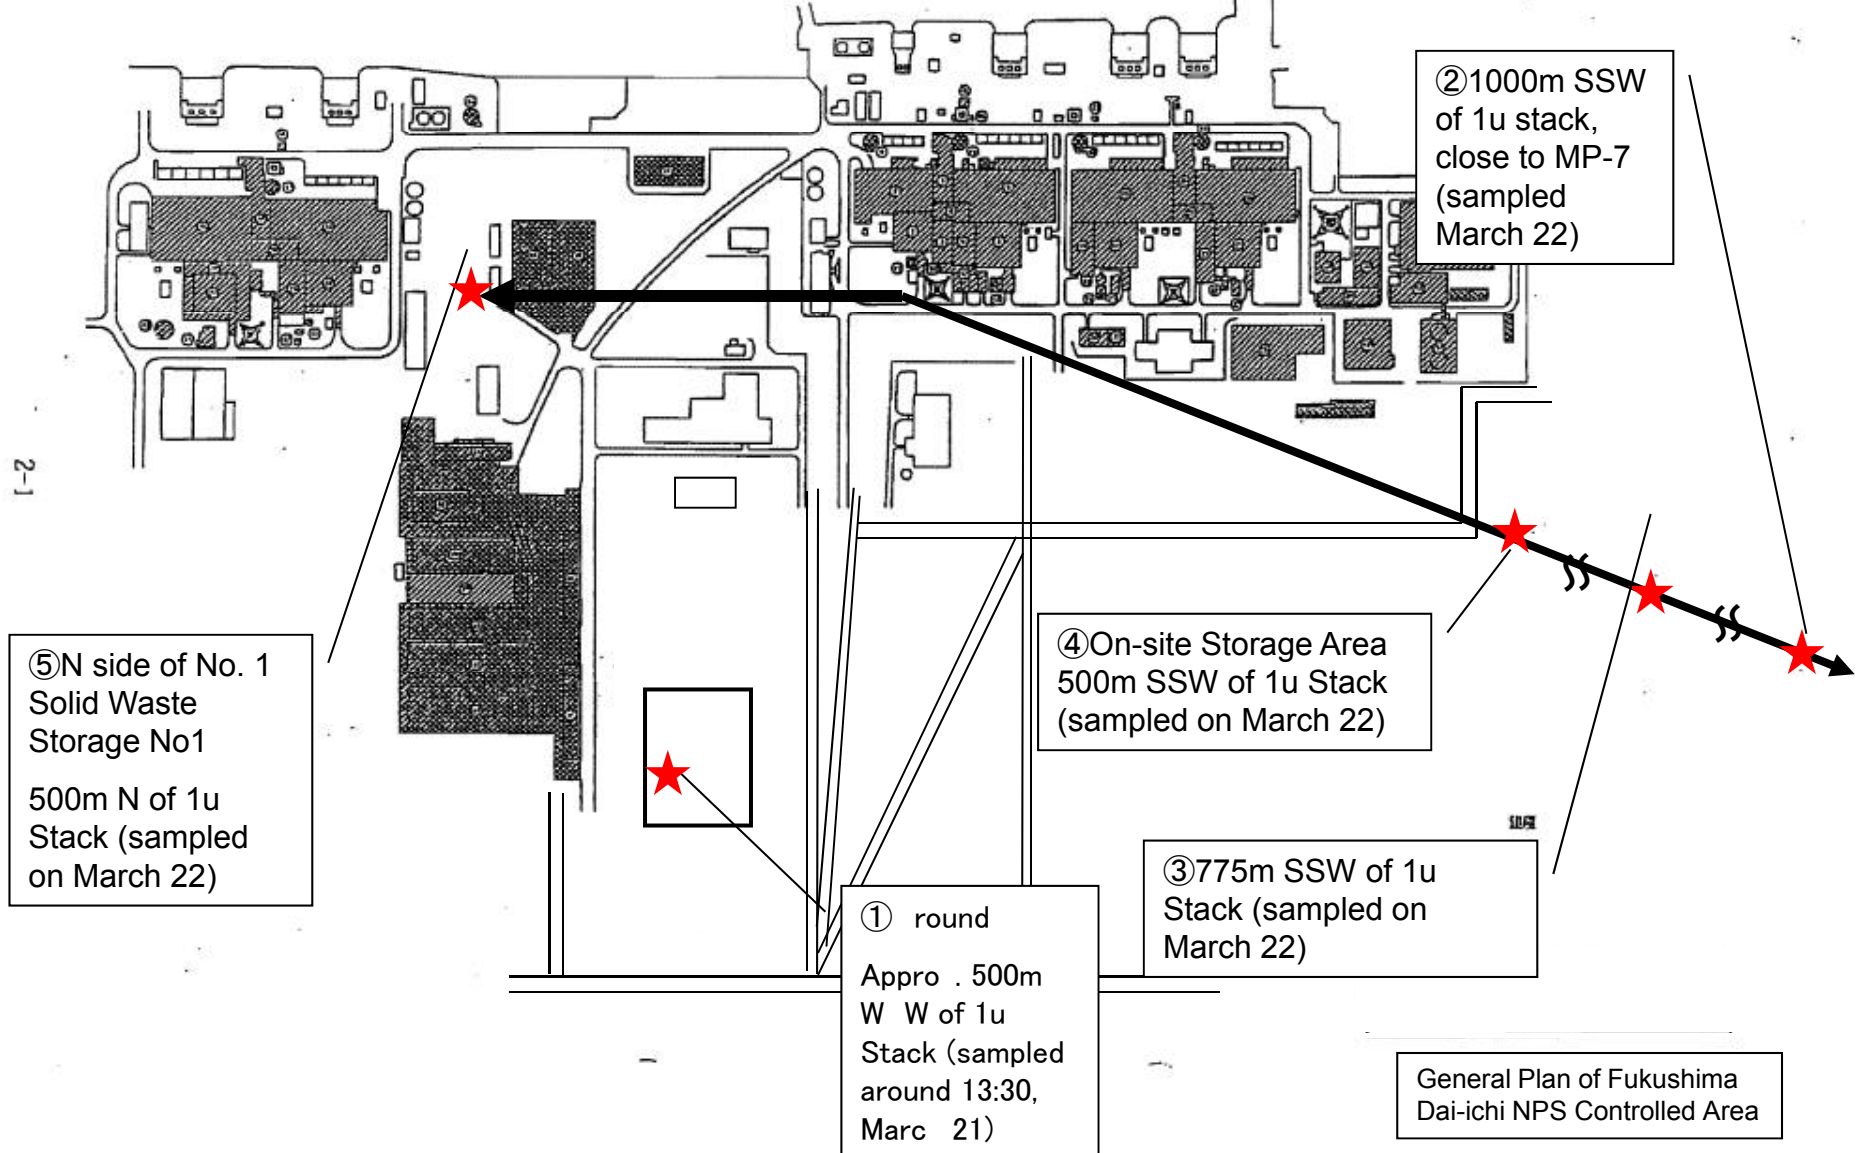 ②1000m SSW
of 1u stack,
close to MP-7
(sampled
March 22)
2-1
⑤N side of No. 1
Solid Waste
Storage No1
500m N of 1u
Stack (sampled
on March 22)
④On-site Storage Area
500m SSW of 1u Stack
(sampled on March 22)
③775m SSW of 1u
Stack (sampled on
March 22)
① round
Appro . 500m
W W of 1u
Stack (sampled
around 13:30,
Marc 21)
General Plan of Fukushima
Dai-ichi NPS Controlled Area